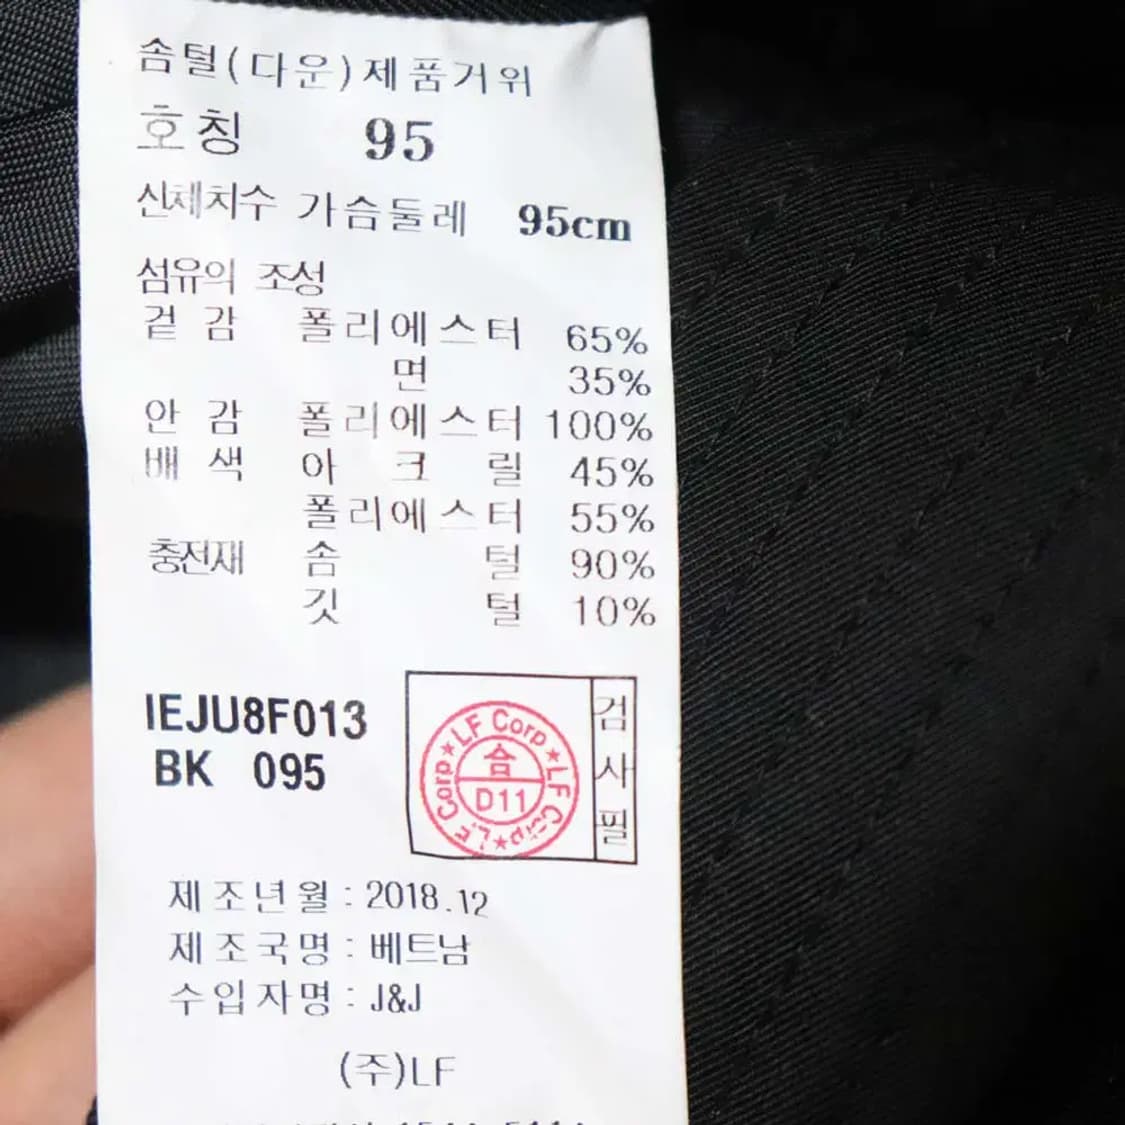 솜털(다운)제품거위
호칭 95
신체치수 가슴둘레 95cm
섬유의 조성
겉감 폴리에스터 65%
면 35%
안감 폴리에스터 100%
배색 아크릴 45%
폴리에스터 55%
충전재 솜털 90%
깃털 10%
IEJU8F013
BK 095
LF Corp★LF Corp★LF Corp★
합
D11
검사필
제조년월 : 2018.12
제조국명 : 베트남
수입자명 : J&J
(주)LF